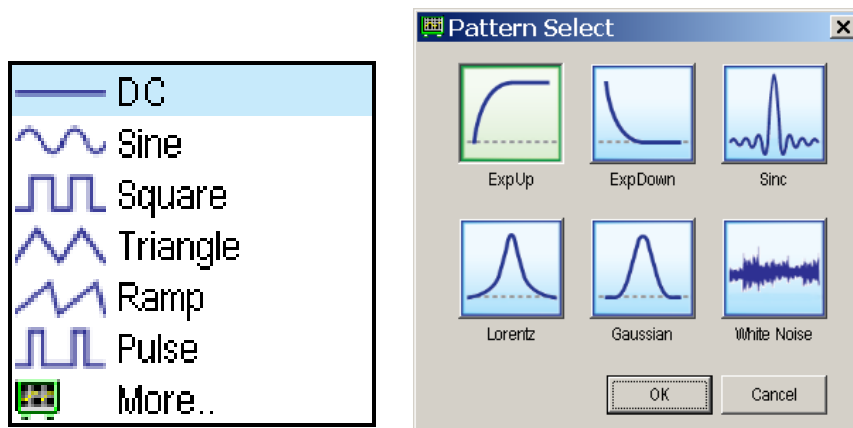 DC
Sine
Square
Triangle
Ramp
Pulse
More..
Pattern Select
ExpUp
ExpDown
Sinc
Lorentz
Gaussian
White Noise
OK
Cancel